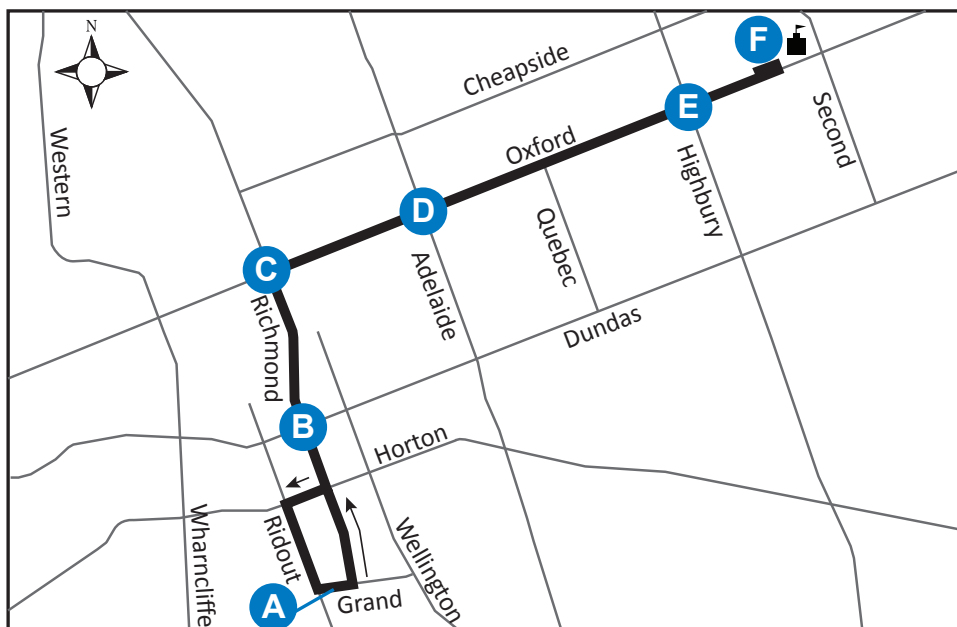 N
F
Cheapside
E
Second
Western
Oxford
D
Highbury
Quebec
C
Adelaide
Richmond
Dundas
B
Horton
Wharncliffe
Ridout
Wellington
A
Grand